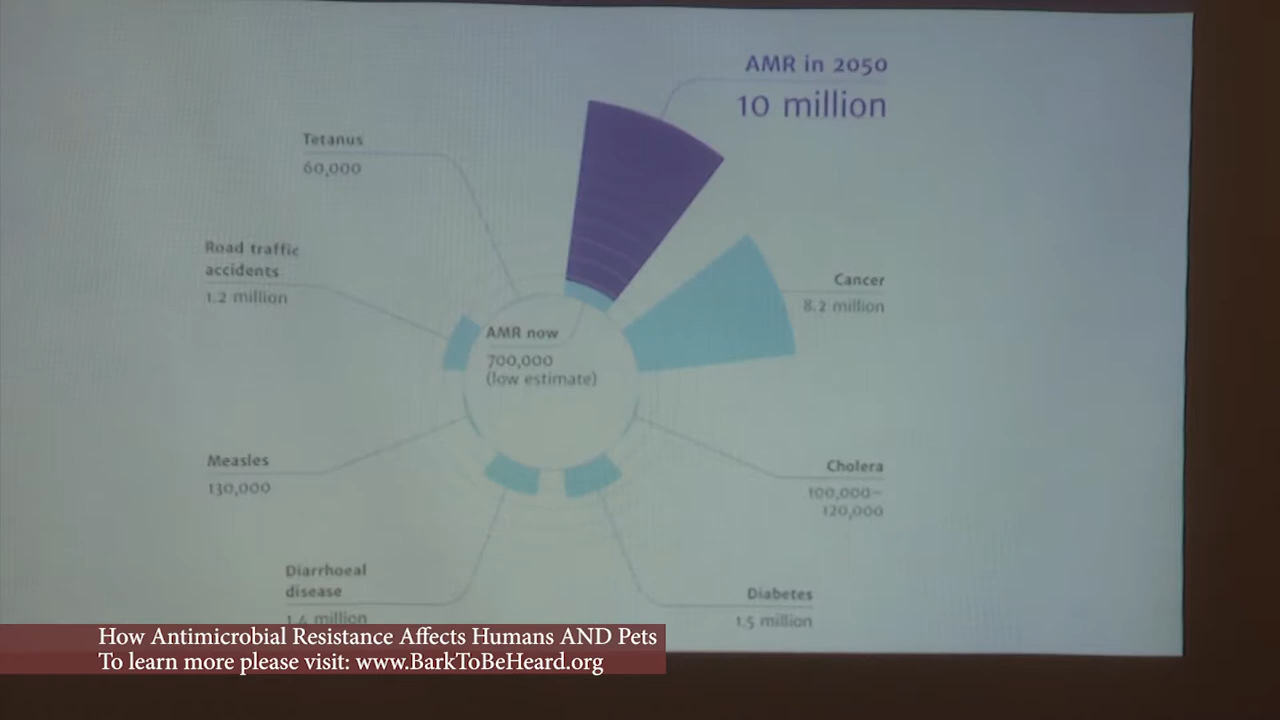 AMR in 2050
10 million
Tetanus
60,000
Road traffic
accidents
1.2 million
Cancer
8.2 million
AMR now
700,000
(low estimate)
Measles
130,000
Cholera
100,000–
120,000
Diarrhoeal
disease
1.4 million
Diabetes
1.5 million
How Antimicrobial Resistance Affects Humans AND Pets
To learn more please visit: www.BarkToBeHeard.org